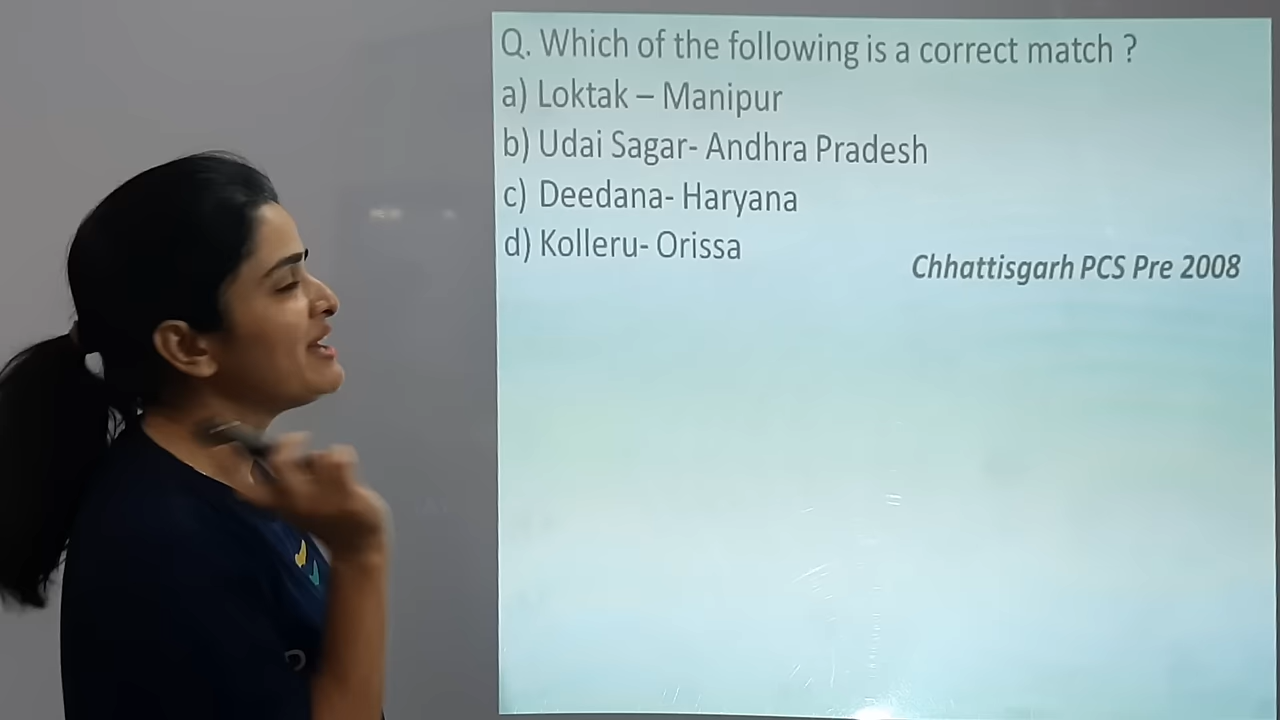 Q. Which of the following is a correct match ?
a) Loktak – Manipur
b) Udai Sagar- Andhra Pradesh
c) Deedana- Haryana
d) Kolleru- Orissa
Chhattisgarh PCS Pre 2008